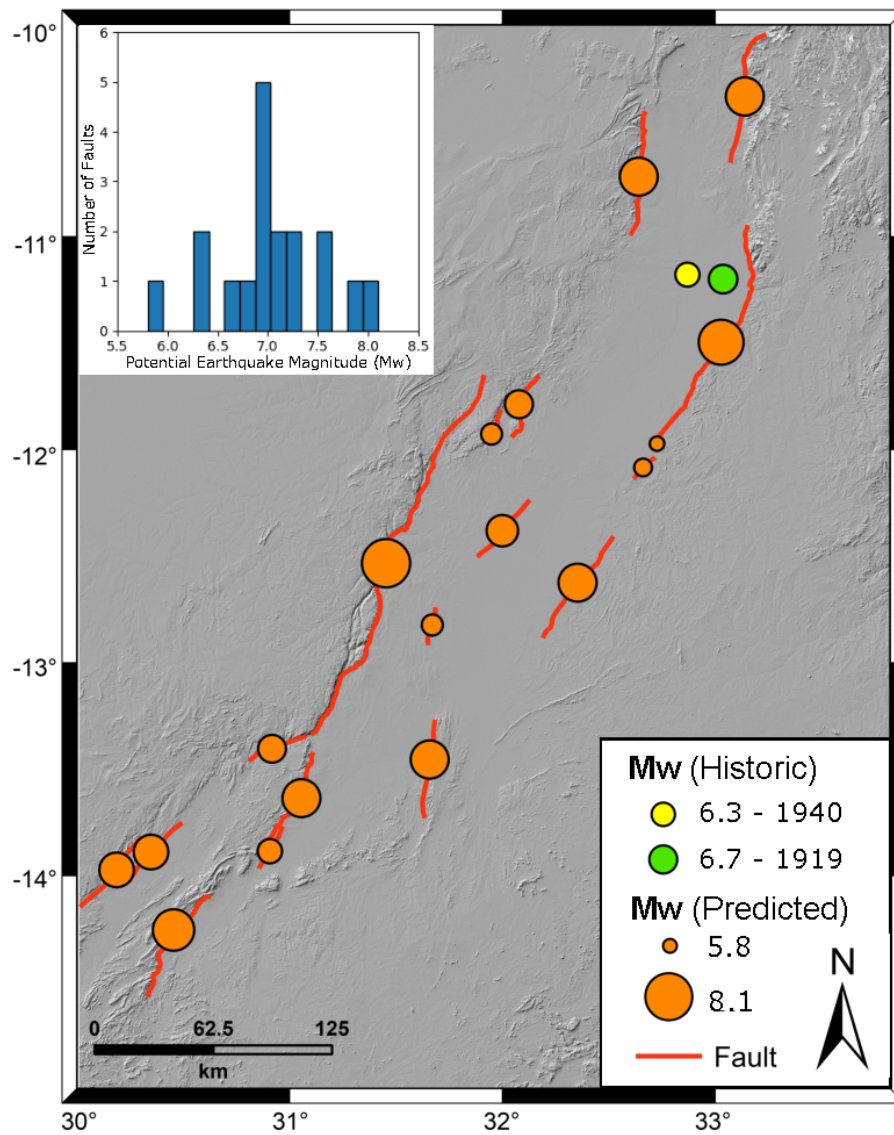 -10°
-11°
-12°
-13°
-14°
6
5
4
3
2
1
0
Number of Faults
5.5 6.0 6.5 7.0 7.5 8.0 8.5
Potential Earthquake Magnitude (Mw)
Mw (Historic)
6.3 - 1940
6.7 - 1919
Mw (Predicted)
5.8
8.1
Fault
N
0 62.5 125
km
30° 31° 32° 33°